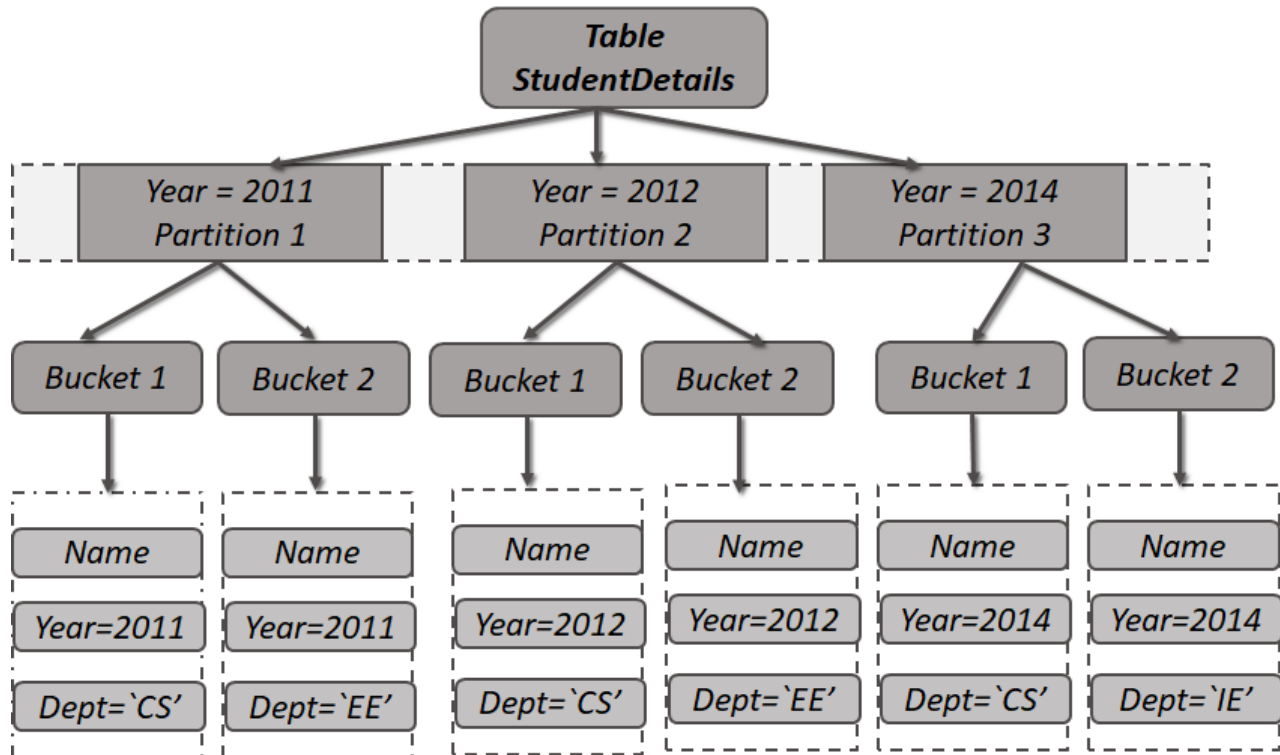 Table
StudentDetails
Year = 2011
Partition 1
Year = 2012
Partition 2
Year = 2014
Partition 3
Bucket 1
Bucket 2
Bucket 1
Bucket 2
Bucket 1
Bucket 2
Name
Year=2011
Dept=`CS’
Name
Year=2011
Dept=`EE’
Name
Year=2012
Dept=`CS’
Name
Year=2012
Dept=`EE’
Name
Year=2014
Dept=`CS’
Name
Year=2014
Dept=`IE’